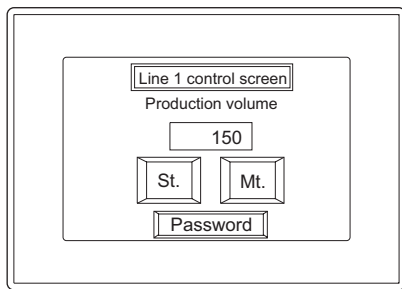 Line 1 control screen
Production volume
150
St. Mt.
Password